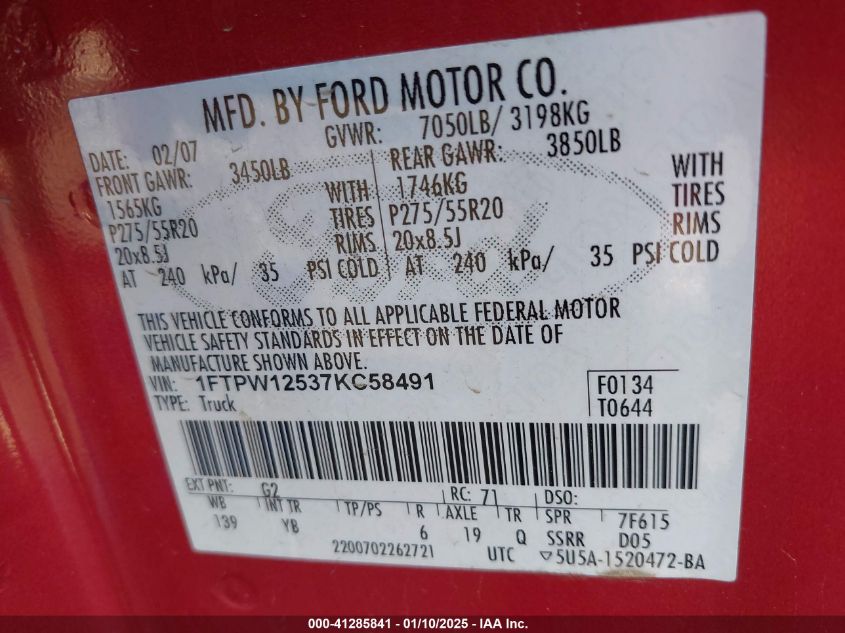 MFD. BY FORD MOTOR CO.
DATE: 02/07 GVWR: 7050LB/ 3198KG
FRONT GAWR: 3450LB REAR GAWR: 3850LB
1565KG WITH 1746KG WITH
P275/55R20 TIRES P275/55R20 TIRES
20x8.5J RIMS 20x8.5J RIMS
AT 240 kPa/ 35 PSI COLD AT 240 kPa/ 35 PSI COLD
THIS VEHICLE CONFORMS TO ALL APPLICABLE FEDERAL MOTOR
VEHICLE SAFETY STANDARDS IN EFFECT ON THE DATE OF
MANUFACTURE SHOWN ABOVE.
VIN: 1FTPW12537KC58491 F0134
TYPE: Truck T0644
EXT PNT: G2 RC: 71 DSO:
WB INT TR TP/PS R AXLE TR SPR 7F615
139 YB 6 19 Q SSRR D05
2200702262721 UTC ▽5U5A-1520472-BA
Ford
000-41285841 - 01/10/2025 - IAA Inc.